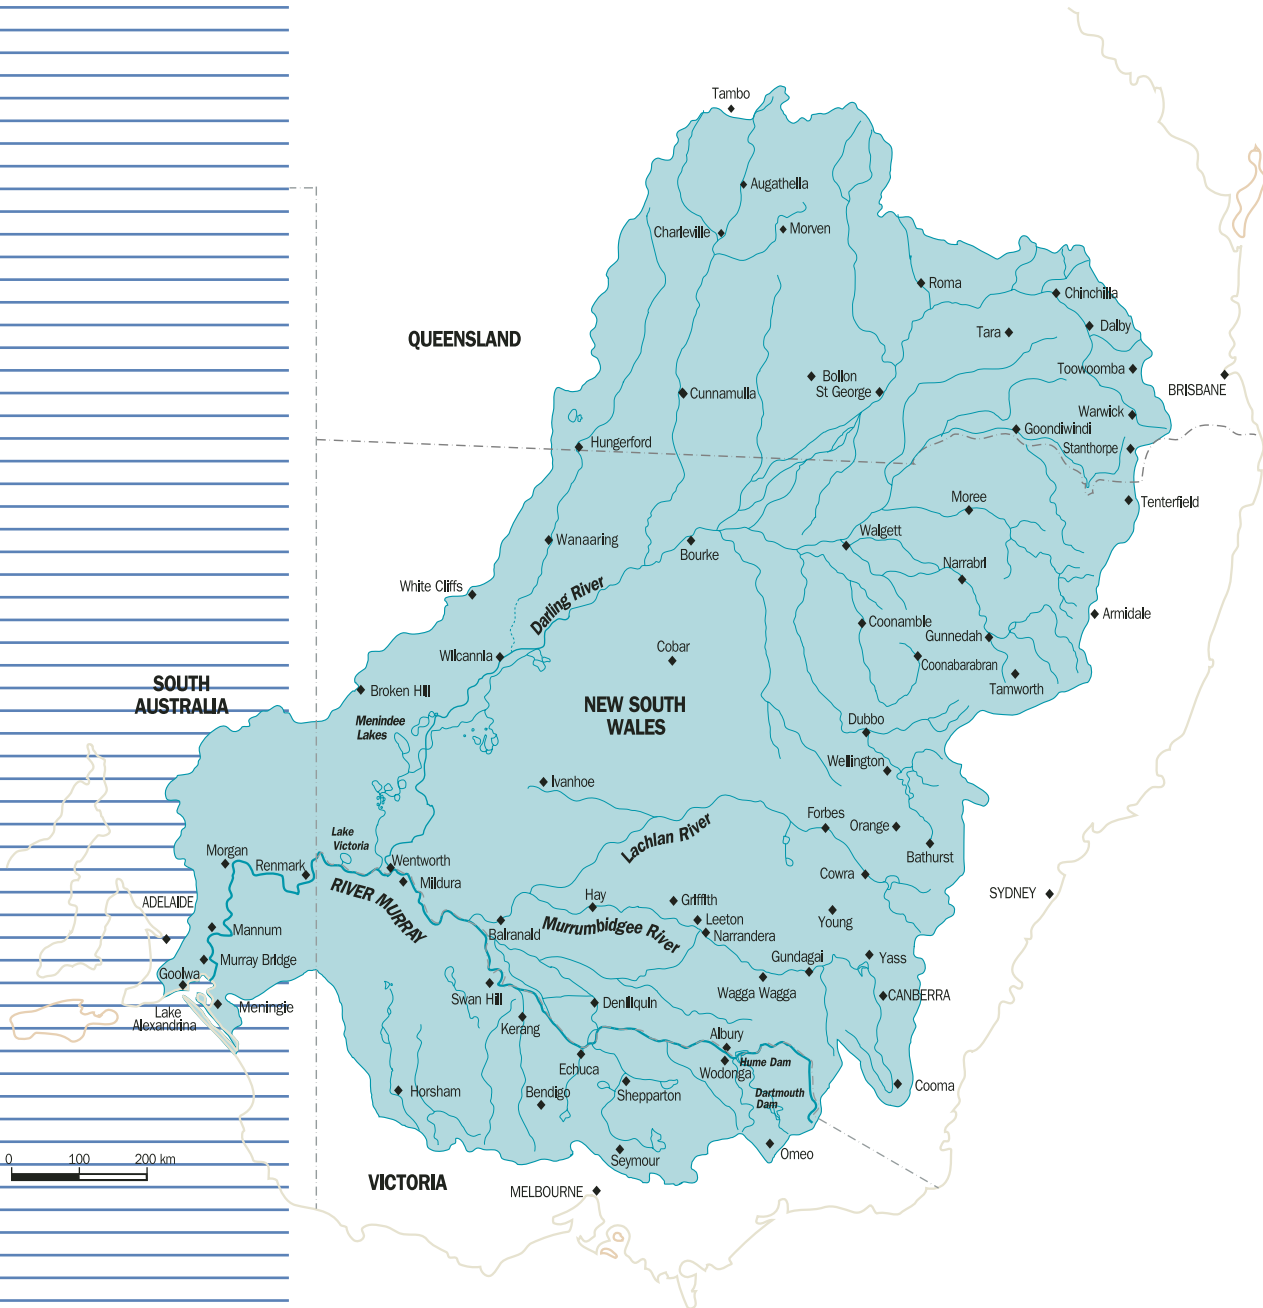 Tambo
Augathella
Charleville
Morven
Roma
Chinchilla
QUEENSLAND
Tara
Dalby
Toowoomba
Bollon
St George
BRISBANE
Cunnamulla
Warwick
Goondiwindi
Hungerford
Stanthorpe
Moree
Tenterfield
Wanaaring
Bourke
Walgett
Narrabri
White Cliffs
Darling River
Armidale
Coonamble
Gunnedah
Wilcannia
Cobar
Coonabarabran
SOUTH
AUSTRALIA
Broken Hill
Tamworth
NEW SOUTH
WALES
Menindee
Lakes
Dubbo
Wellington
Ivanhoe
Forbes
Orange
Lachlan River
Lake
Victoria
Morgan
Renmark
Wentworth
Mildura
Bathurst
Cowra
RIVER MURRAY
Hay
Griffith
SYDNEY
ADELAIDE
Leeton
Young
Mannum
Balranald
Murrumbidgee River
Narrandera
Murray Bridge
Gundagai
Yass
Goolwa
Swan Hill
Wagga Wagga
CANBERRA
Meningie
Deniliquin
Lake
Alexandrina
Kerang
Albury
Hume Dam
Echuca
Wodonga
Horsham
Bendigo
Shepparton
Dartmouth
Dam
Cooma
Omeo
Seymour
0 100 200 km
VICTORIA
MELBOURNE